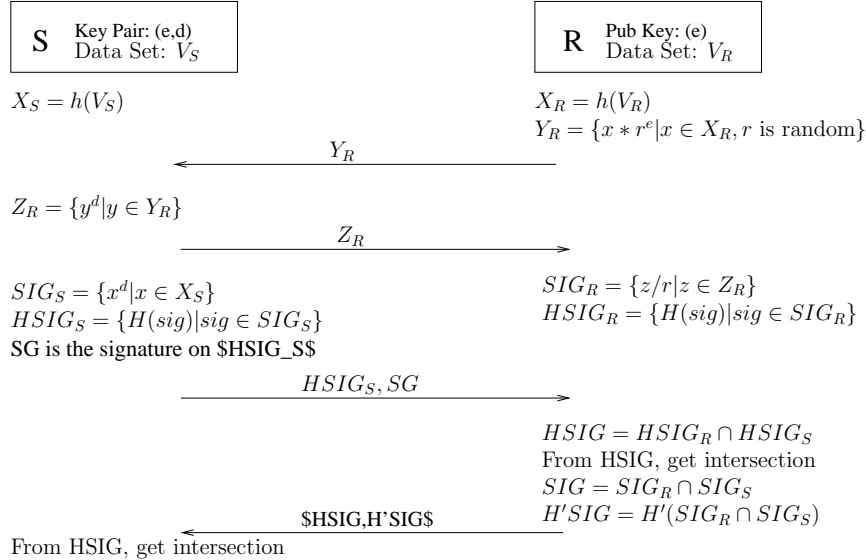 S Key Pair: (e,d)
Data Set: V_S
R Pub Key: (e)
Data Set: V_R
X_S = h(V_S)
X_R = h(V_R)
Y_R = {x * r^e|x ∈ X_R, r is random}
Y_R
Z_R = {y^d|y ∈ Y_R}
Z_R
SIG_S = {x^d|x ∈ X_S}
HSIG_S = {H(sig)|sig ∈ SIG_S}
SG is the signature on $HSIG_S$
SIG_R = {z/r|z ∈ Z_R}
HSIG_R = {H(sig)|sig ∈ SIG_R}
HSIG_S, SG
HSIG = HSIG_R ∩ HSIG_S
From HSIG, get intersection
SIG = SIG_R ∩ SIG_S
H'SIG = H'(SIG_R ∩ SIG_S)
$HSIG,H'SIG$
From HSIG, get intersection